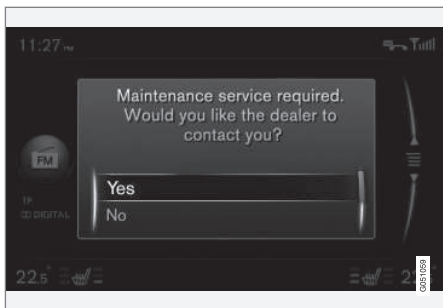 11:27 PM
Maintenance service required.
Would you like the dealer to
contact you?
FM
Yes
TP
DIGITAL
No
22.5°
G051059